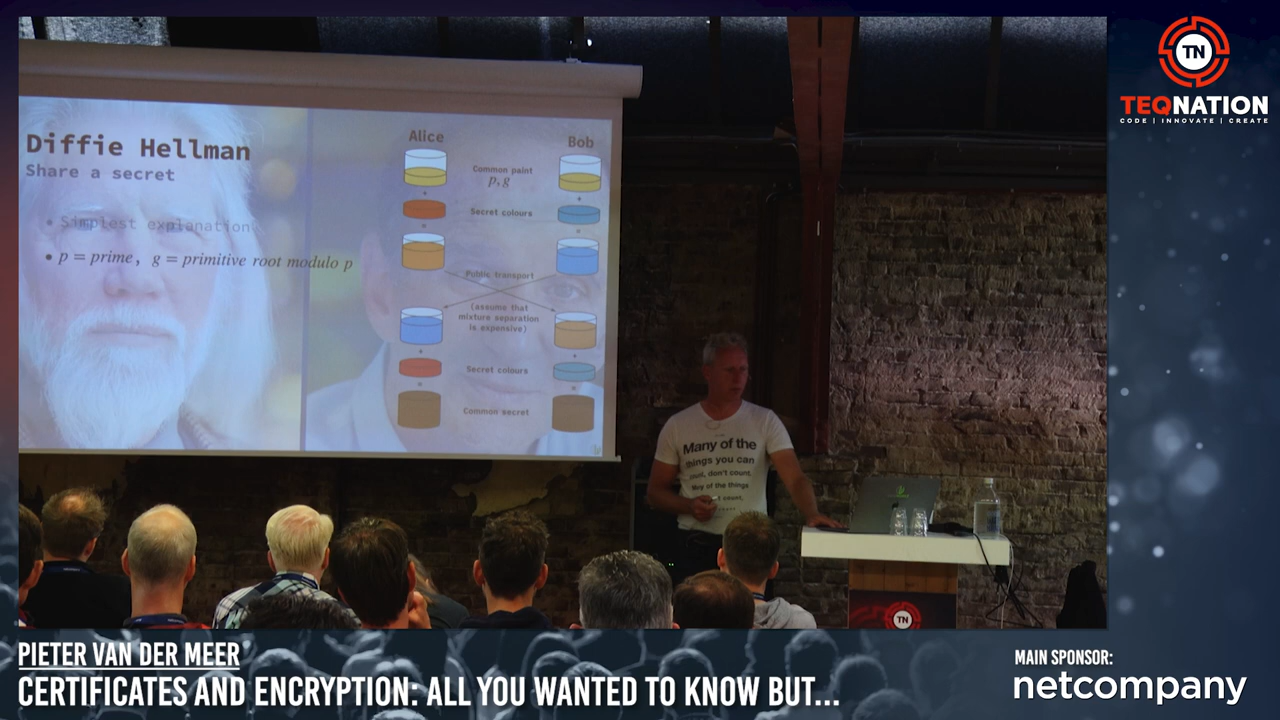 Diffie Hellman
Share a secret
• Simplest explanation
• p = prime, g = primitive root modulo p
Alice
Bob
Common paint
p, g
+
+
Secret colours
=
=
Public transport
(assume that
mixture separation
is expensive)
+
+
Secret colours
=
=
Common secret
Many of the
things you can
count, don't count.
Many of the things
count,
TN
TEQNATION
CODE | INNOVATE | CREATE
TN
PIETER VAN DER MEER
CERTIFICATES AND ENCRYPTION: ALL YOU WANTED TO KNOW BUT...
MAIN SPONSOR:
netcompany